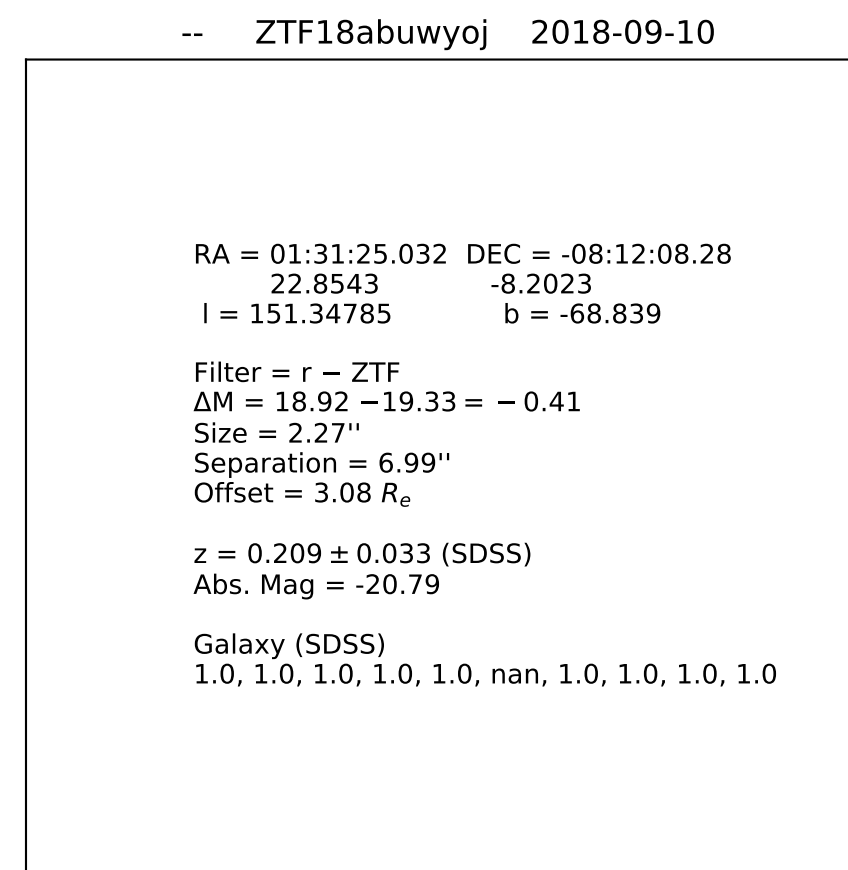 -- ZTF18abuwyoj 2018-09-10
RA = 01:31:25.032 DEC = -08:12:08.28
22.8543 -8.2023
l = 151.34785 b = -68.839
Filter = r − ZTF
ΔM = 18.92 −19.33 = − 0.41
Size = 2.27''
Separation = 6.99''
Offset = 3.08 Rₑ
z = 0.209 ± 0.033 (SDSS)
Abs. Mag = -20.79
Galaxy (SDSS)
1.0, 1.0, 1.0, 1.0, 1.0, nan, 1.0, 1.0, 1.0, 1.0